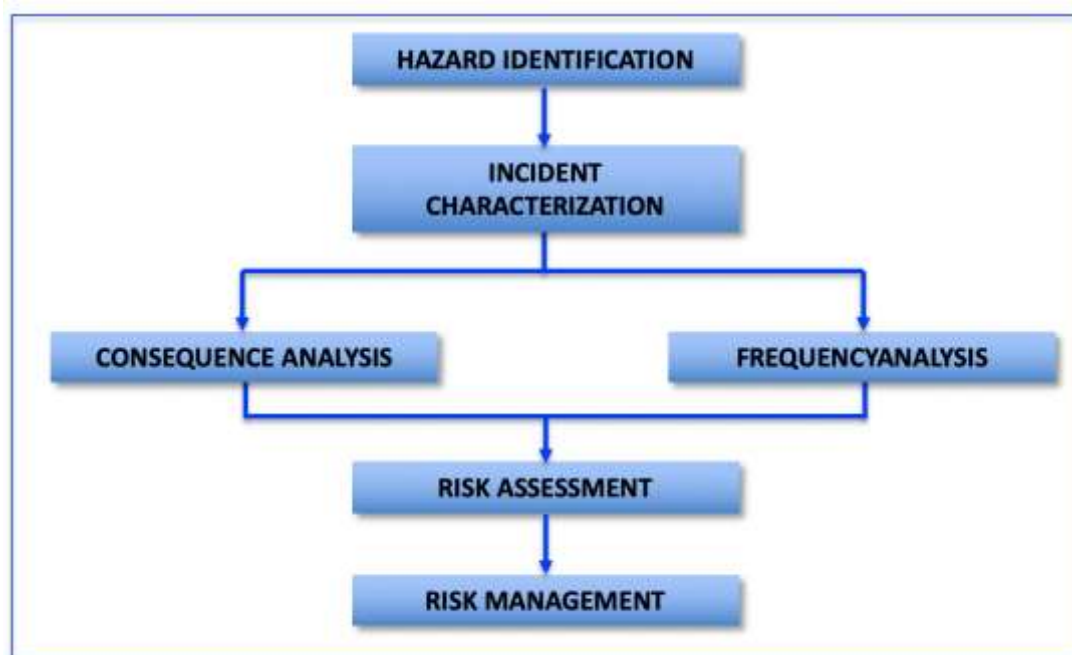 HAZARD IDENTIFICATION
INCIDENT
CHARACTERIZATION
CONSEQUENCE ANALYSIS
FREQUENCYANALYSIS
RISK ASSESSMENT
RISK MANAGEMENT